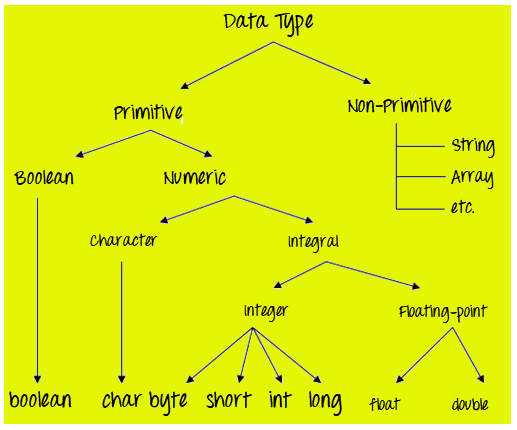 Data Type
Primitive
Non-Primitive
String
Array
etc.
Boolean
Numeric
Character
Integral
Integer
Floating-point
boolean
char
byte
short
int
long
float
double